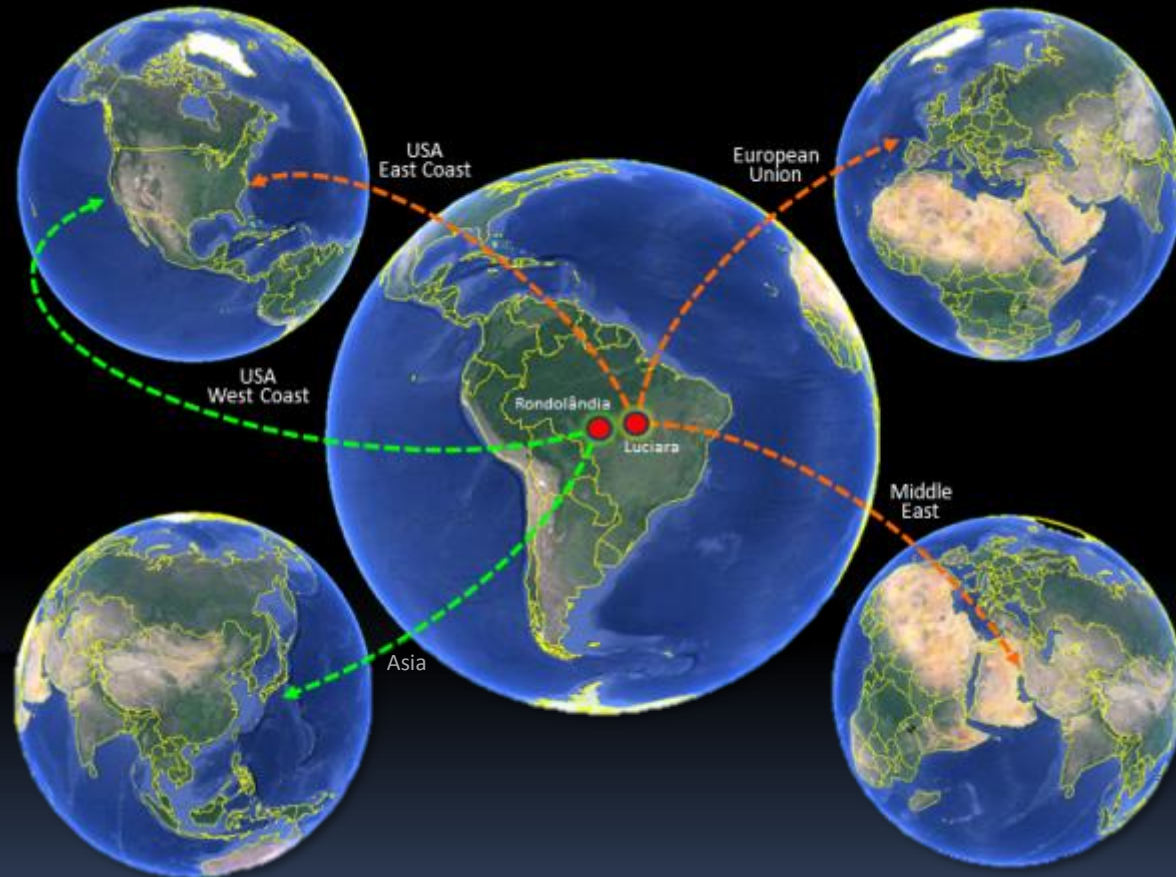 USA
East Coast
European
Union
USA
West Coast
Rondolândia
Luciara
Middle
East
Asia